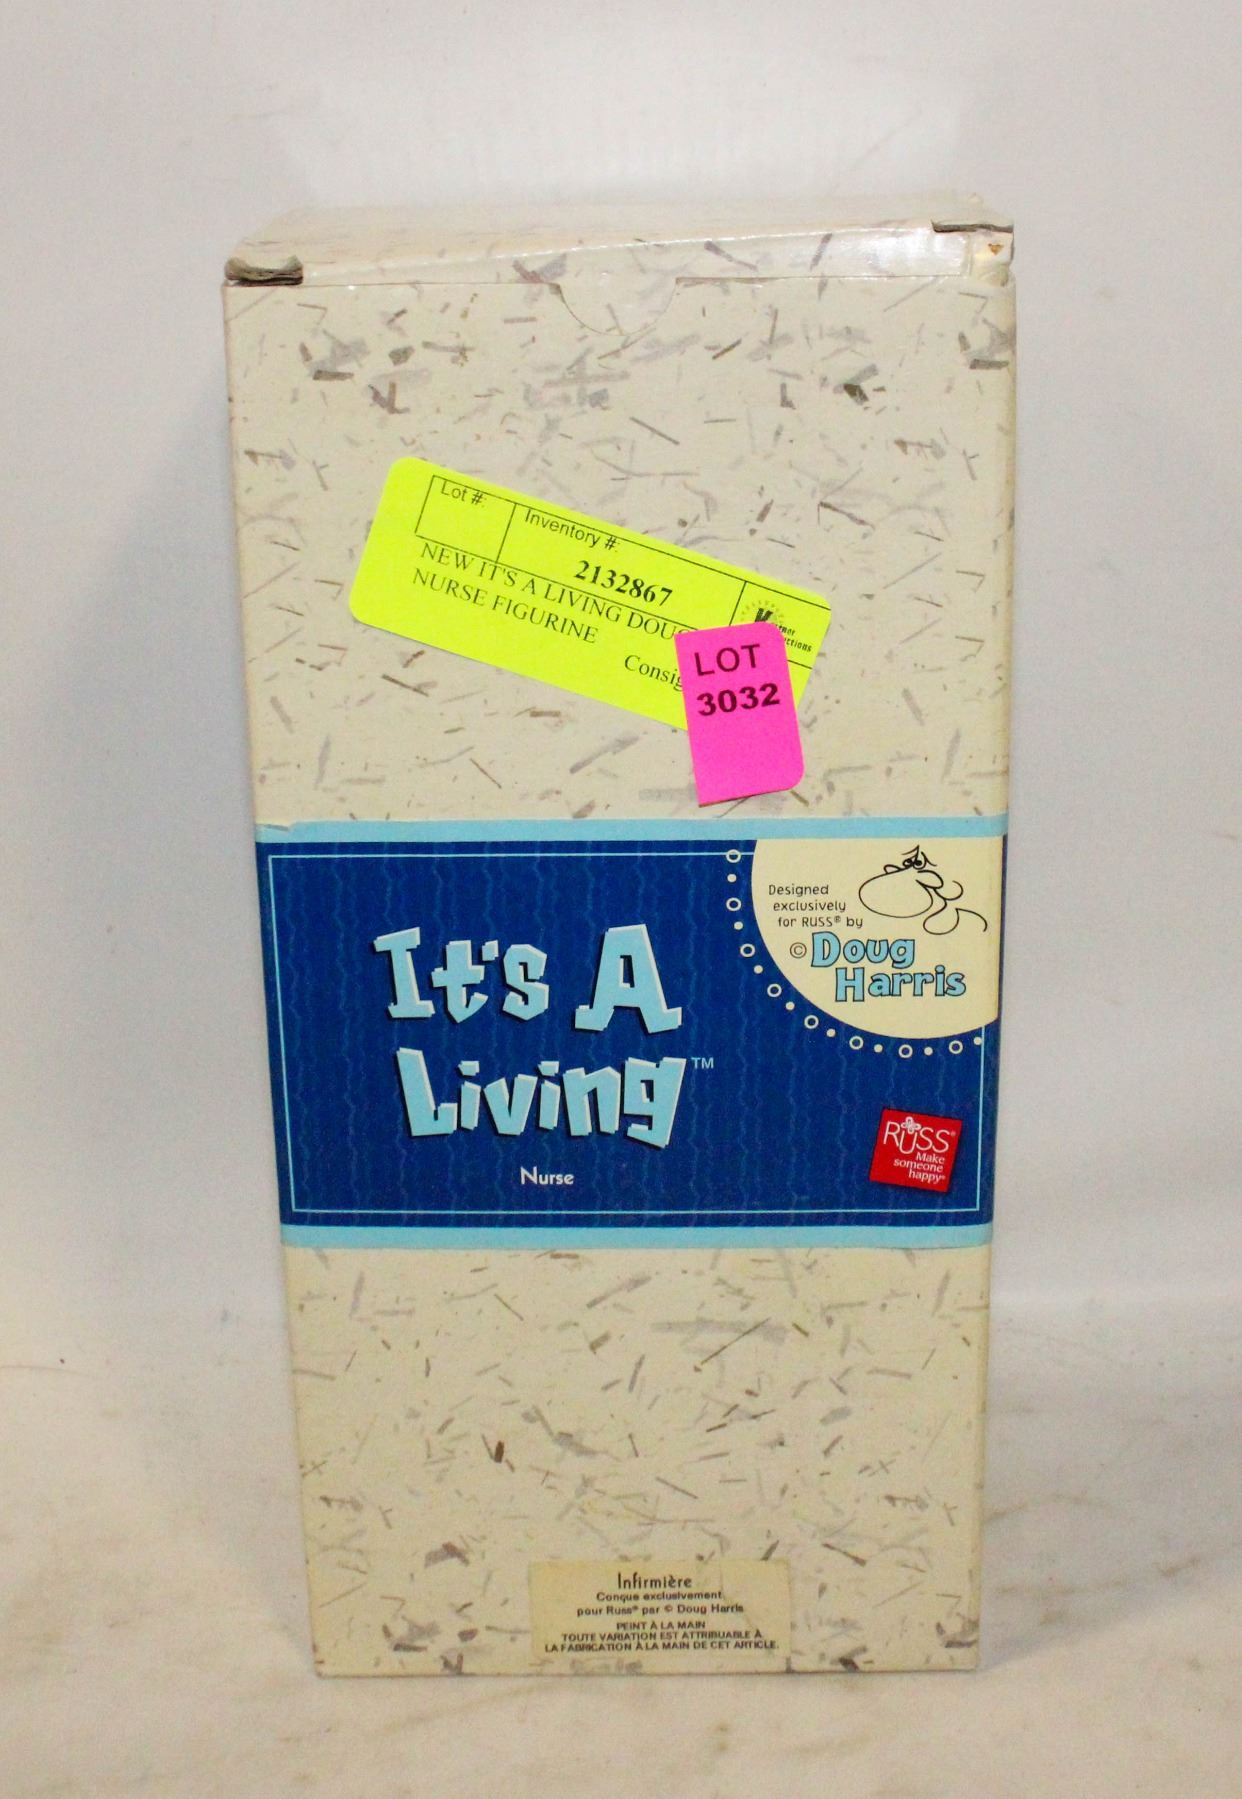 Lot #:
Inventory #:
2132867
NEW IT'S A LIVING DOUG
NURSE FIGURINE
Consig
LOT
3032
Designed
exclusively
for RUSS® by
© Doug
Harris
It's A
Living™
Nurse
RUSS®
Make
someone
happy®
Infirmière
Conçue exclusivement
pour Russ® par © Doug Harris
PEINT À LA MAIN
TOUTE VARIATION EST ATTRIBUABLE À
LA FABRICATION À LA MAIN DE CET ARTICLE.